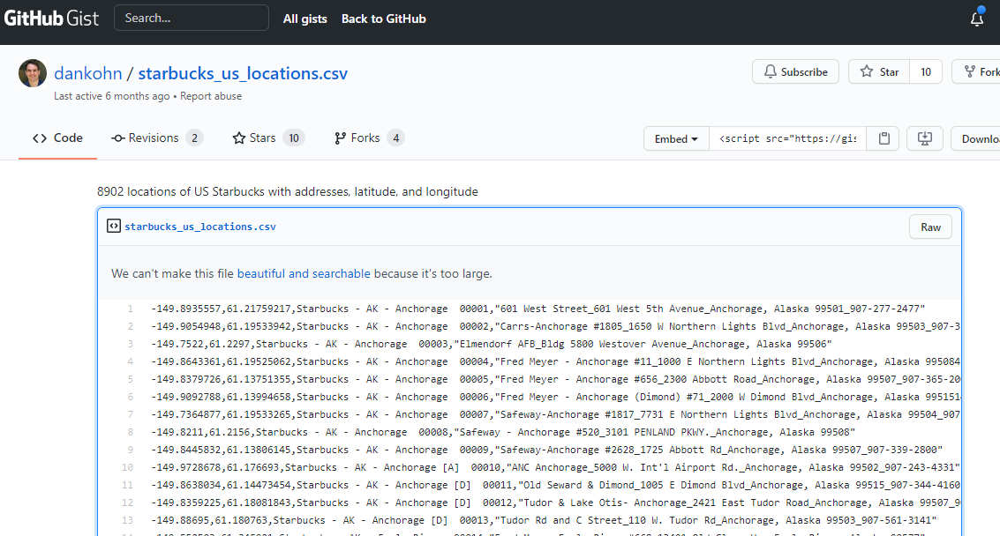 GitHub Gist Search... All gists Back to GitHub
dankohn / starbucks_us_locations.csv
Subscribe Star 10 Fork
Last active 6 months ago • Report abuse
<> Code Revisions 2 Stars 10 Forks 4 Embed <script src="https://gis Downlo
8902 locations of US Starbucks with addresses, latitude, and longitude
starbucks_us_locations.csv Raw
We can't make this file beautiful and searchable because it's too large.
1 -149.8935557,61.21759217,Starbucks - AK - Anchorage 00001,"601 West Street_601 West 5th Avenue_Anchorage, Alaska 99501_907-277-2477"
2 -149.9054948,61.19533942,Starbucks - AK - Anchorage 00002,"Carrs-Anchorage #1805_1650 W Northern Lights Blvd_Anchorage, Alaska 99503_907-3
3 -149.7522,61.2297,Starbucks - AK - Anchorage 00003,"Elmendorf AFB_Bldg 5800 Westover Avenue_Anchorage, Alaska 99506"
4 -149.8643361,61.19525062,Starbucks - AK - Anchorage 00004,"Fred Meyer - Anchorage #11_1000 E Northern Lights Blvd_Anchorage, Alaska 995084
5 -149.8379726,61.13751355,Starbucks - AK - Anchorage 00005,"Fred Meyer - Anchorage #656_2300 Abbott Road_Anchorage, Alaska 99507_907-365-20
6 -149.9092788,61.13994658,Starbucks - AK - Anchorage 00006,"Fred Meyer - Anchorage (Dimond) #71_2000 W Dimond Blvd_Anchorage, Alaska 995151
7 -149.7364877,61.19533265,Starbucks - AK - Anchorage 00007,"Safeway-Anchorage #1817_7731 E Northern Lights Blvd_Anchorage, Alaska 99504_907
8 -149.8211,61.2156,Starbucks - AK - Anchorage 00008,"Safeway - Anchorage #520_3101 PENLAND PKWY._Anchorage, Alaska 99508"
9 -149.8445832,61.13806145,Starbucks - AK - Anchorage 00009,"Safeway-Anchorage #2628_1725 Abbott Rd_Anchorage, Alaska 99507_907-339-2800"
10 -149.9728678,61.176693,Starbucks - AK - Anchorage [A] 00010,"ANC Anchorage_5000 W. Int'l Airport Rd._Anchorage, Alaska 99502_907-243-4331"
11 -149.8638034,61.14473454,Starbucks - AK - Anchorage [D] 00011,"Old Seward & Dimond_1005 E Dimond Blvd_Anchorage, Alaska 99515_907-344-4160
12 -149.8359225,61.18081843,Starbucks - AK - Anchorage [D] 00012,"Tudor & Lake Otis- Anchorage_2421 East Tudor Road_Anchorage, Alaska 99507_9
13 -149.88695,61.180763,Starbucks - AK - Anchorage [D] 00013,"Tudor Rd and C Street_110 W. Tudor Rd_Anchorage, Alaska 99503_907-561-3141"